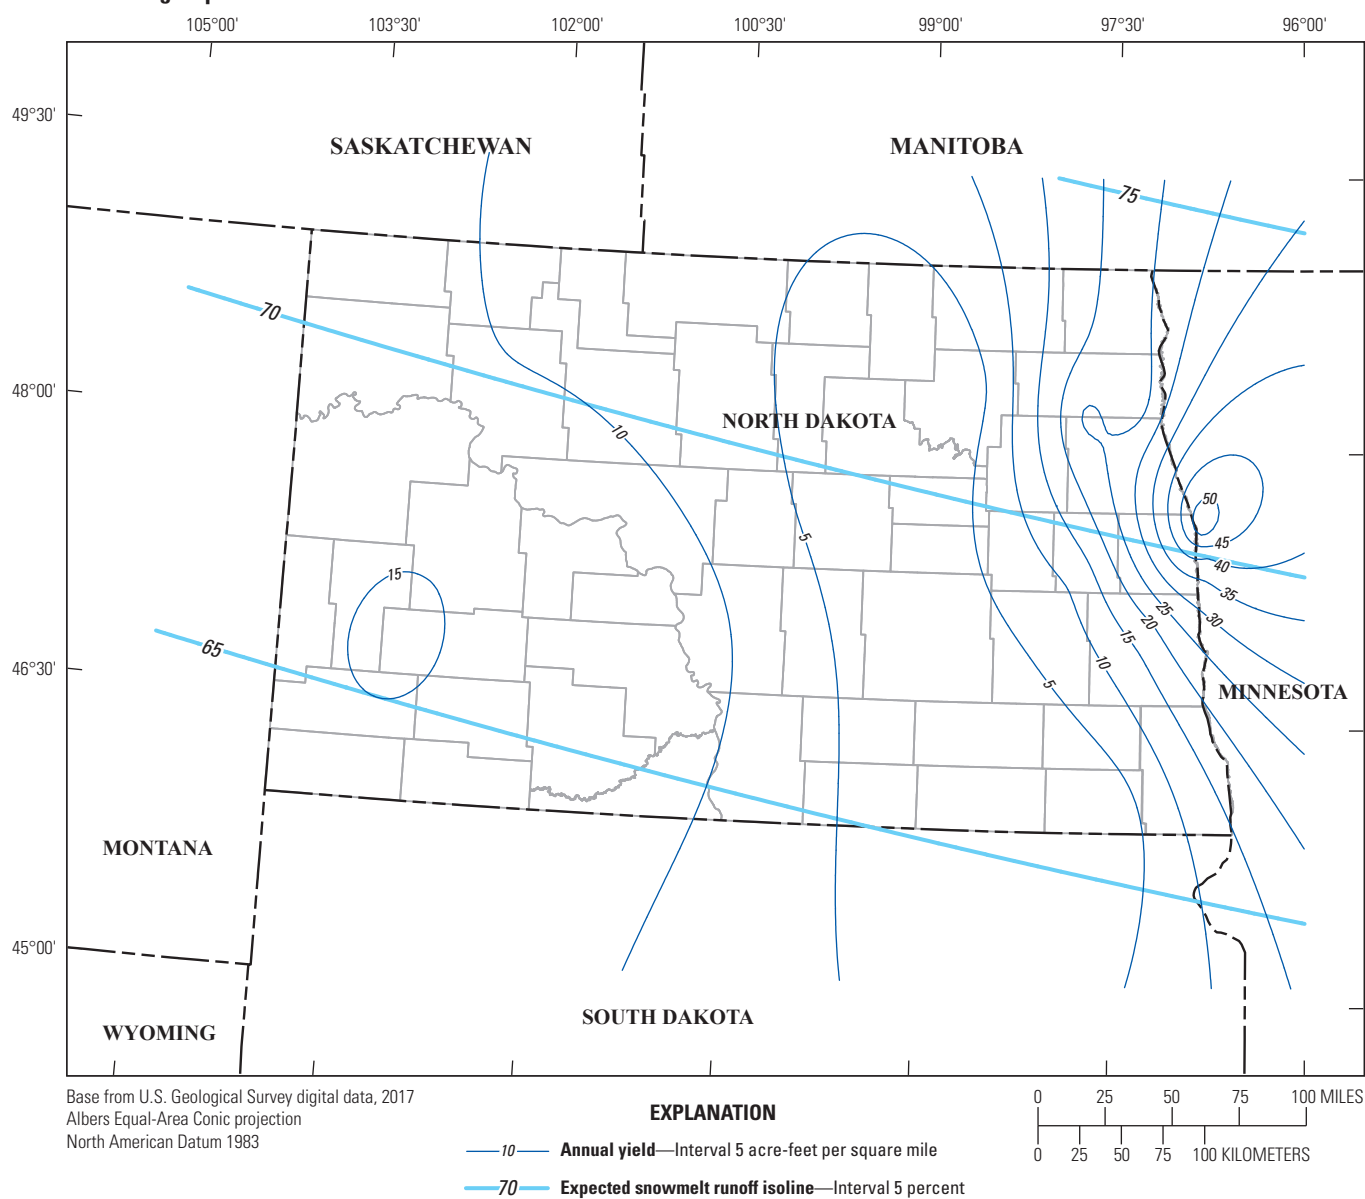 105°00' 103°30' 102°00' 100°30' 99°00' 97°30' 96°00'
49°30'
SASKATCHEWAN MANITOBA
75
70
48°00'
NORTH DAKOTA
10
50
5
45
40
15
35
25
30
20
15
65
10
46°30'
5
MINNESOTA
MONTANA
45°00'
SOUTH DAKOTA
WYOMING
Base from U.S. Geological Survey digital data, 2017
Albers Equal-Area Conic projection
North American Datum 1983
EXPLANATION
10 Annual yield—Interval 5 acre-feet per square mile
70 Expected snowmelt runoff isoline—Interval 5 percent
0 25 50 75 100 MILES
0 25 50 75 100 KILOMETERS